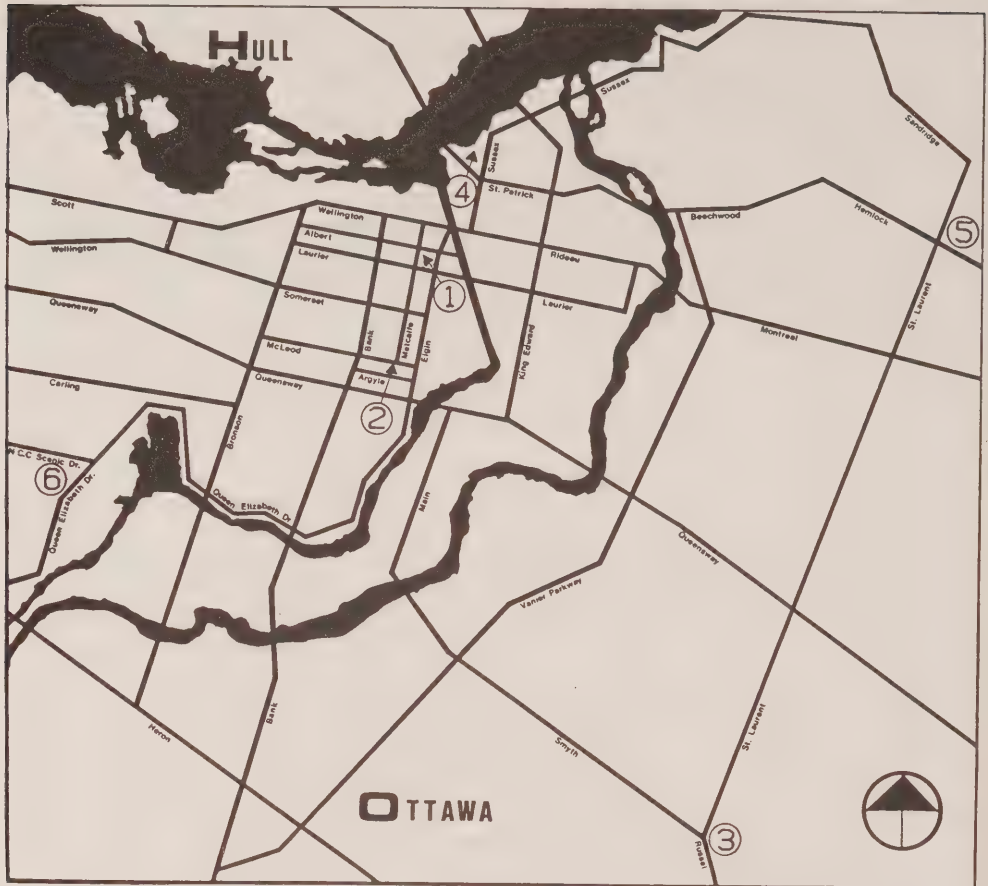 HULL
Sussex
Sandridge
Sussex
④
St. Patrick
Beechwood
Hemlock
⑤
Scott
Wellington
Albert
Laurier
Rideau
Wellington
Somerset
①
Laurier
St. Laurent
Queensway
Bank
Metcalfe
Elgin
King Edward
Montreal
McLeod
Queensway
Argyle
②
Carling
Bronson
N.C.C Scenic Dr.
⑥
Queen Elizabeth Dr.
Queen Elizabeth Dr
Main
Queensway
Vanier Parkway
Bank
Heron
Smyth
St. Laurent
OTTAWA
③
Russel